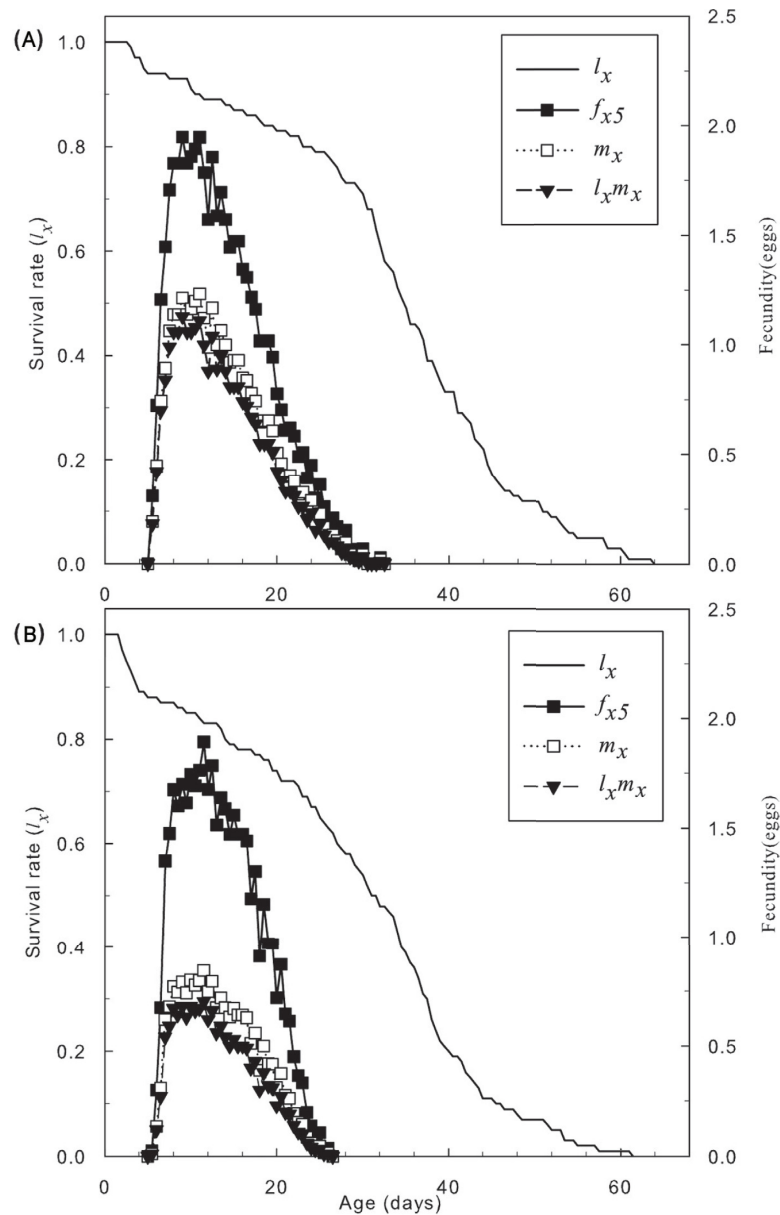 (A)
1.0
0.8
0.6
0.4
0.2
0.0
Survival rate (lx)
2.5
2.0
1.5
1.0
0.5
0.0
Fecundity(eggs)
lx
fx5
mx
lxmx
0 20 40 60
(B)
1.0
0.8
0.6
0.4
0.2
0.0
Survival rate (lx)
2.5
2.0
1.5
1.0
0.5
0.0
Fecundity(eggs)
lx
fx5
mx
lxmx
0 20 40 60
Age (days)